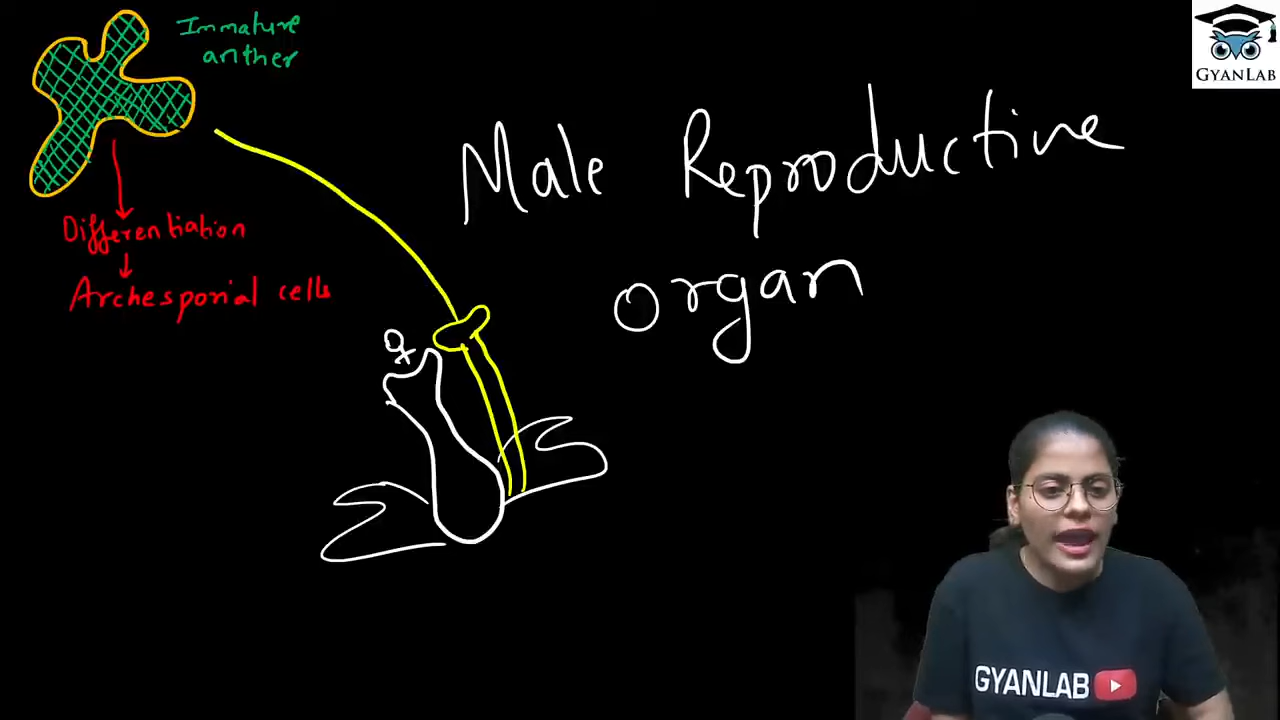 Immature
anther
GYANLAB
Male Reproductive
organ
Differentiation
Archesporial cells
♀
GYANLAB